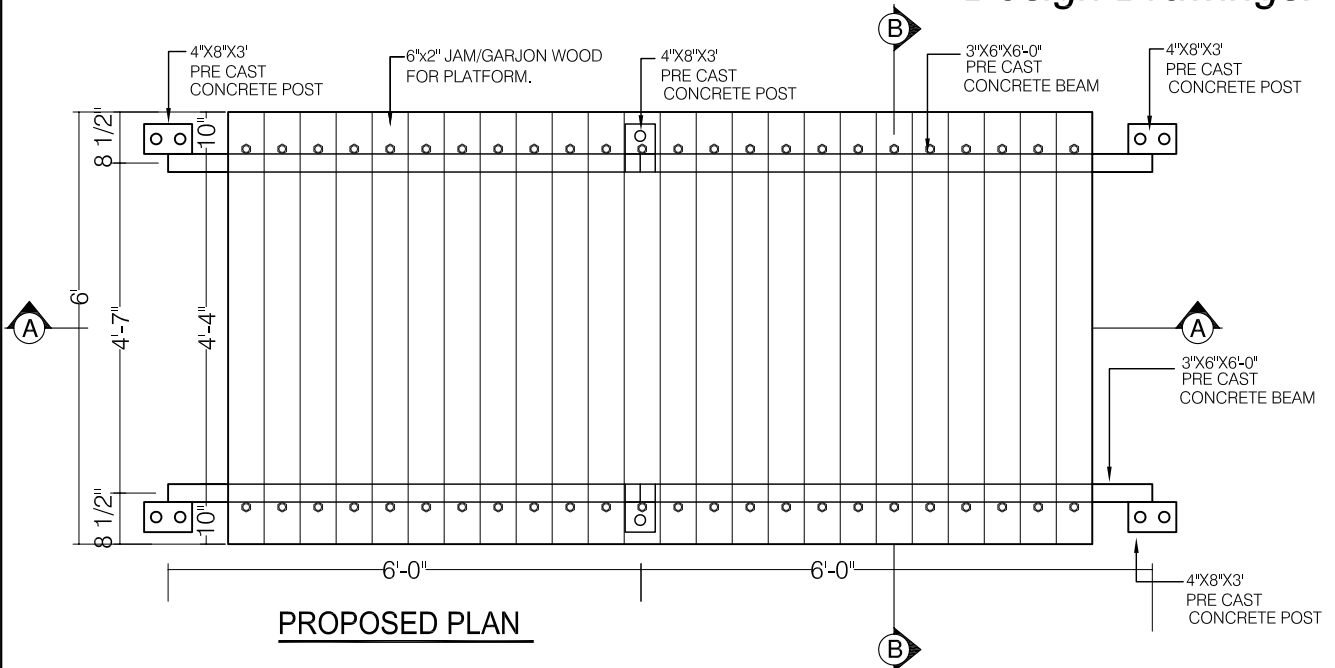 B
4"X8"X3'
PRE CAST
CONCRETE POST
6"x2" JAM/GARJON WOOD
FOR PLATFORM.
4"X8"X3'
PRE CAST
CONCRETE POST
3"X6"X6'-0"
PRE CAST
CONCRETE BEAM
4"X8"X3'
PRE CAST
CONCRETE POST
8 1/2"
10"
6'
4'-7"
4'-4"
A
A
3"X6"X6'-0"
PRE CAST
CONCRETE BEAM
8 1/2"
10"
6'-0"
6'-0"
4"X8"X3'
PRE CAST
CONCRETE POST
PROPOSED PLAN
B